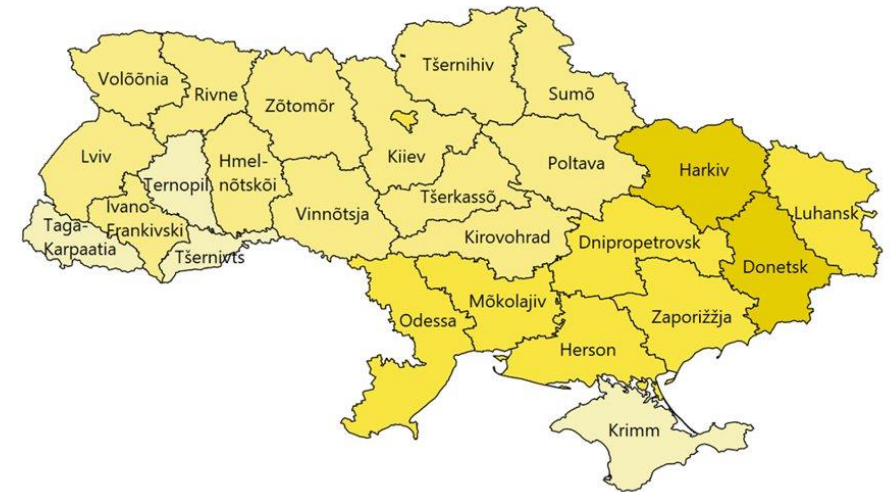 Tšernihiv
Volõõnia
Rivne
Zõtomõr
Sumõ
Lviv
Ternopil
Hmel-
nõtskõi
Kiiev
Poltava
Harkiv
Tšerkassõ
Ivano-
Frankivski
Vinnõtsja
Luhansk
Taga-
Karpaatia
Tšernivts
Kirovohrad
Dnipropetrovsk
Donetsk
Odessa
Mõkolajiv
Zaporižžja
Herson
Krimm